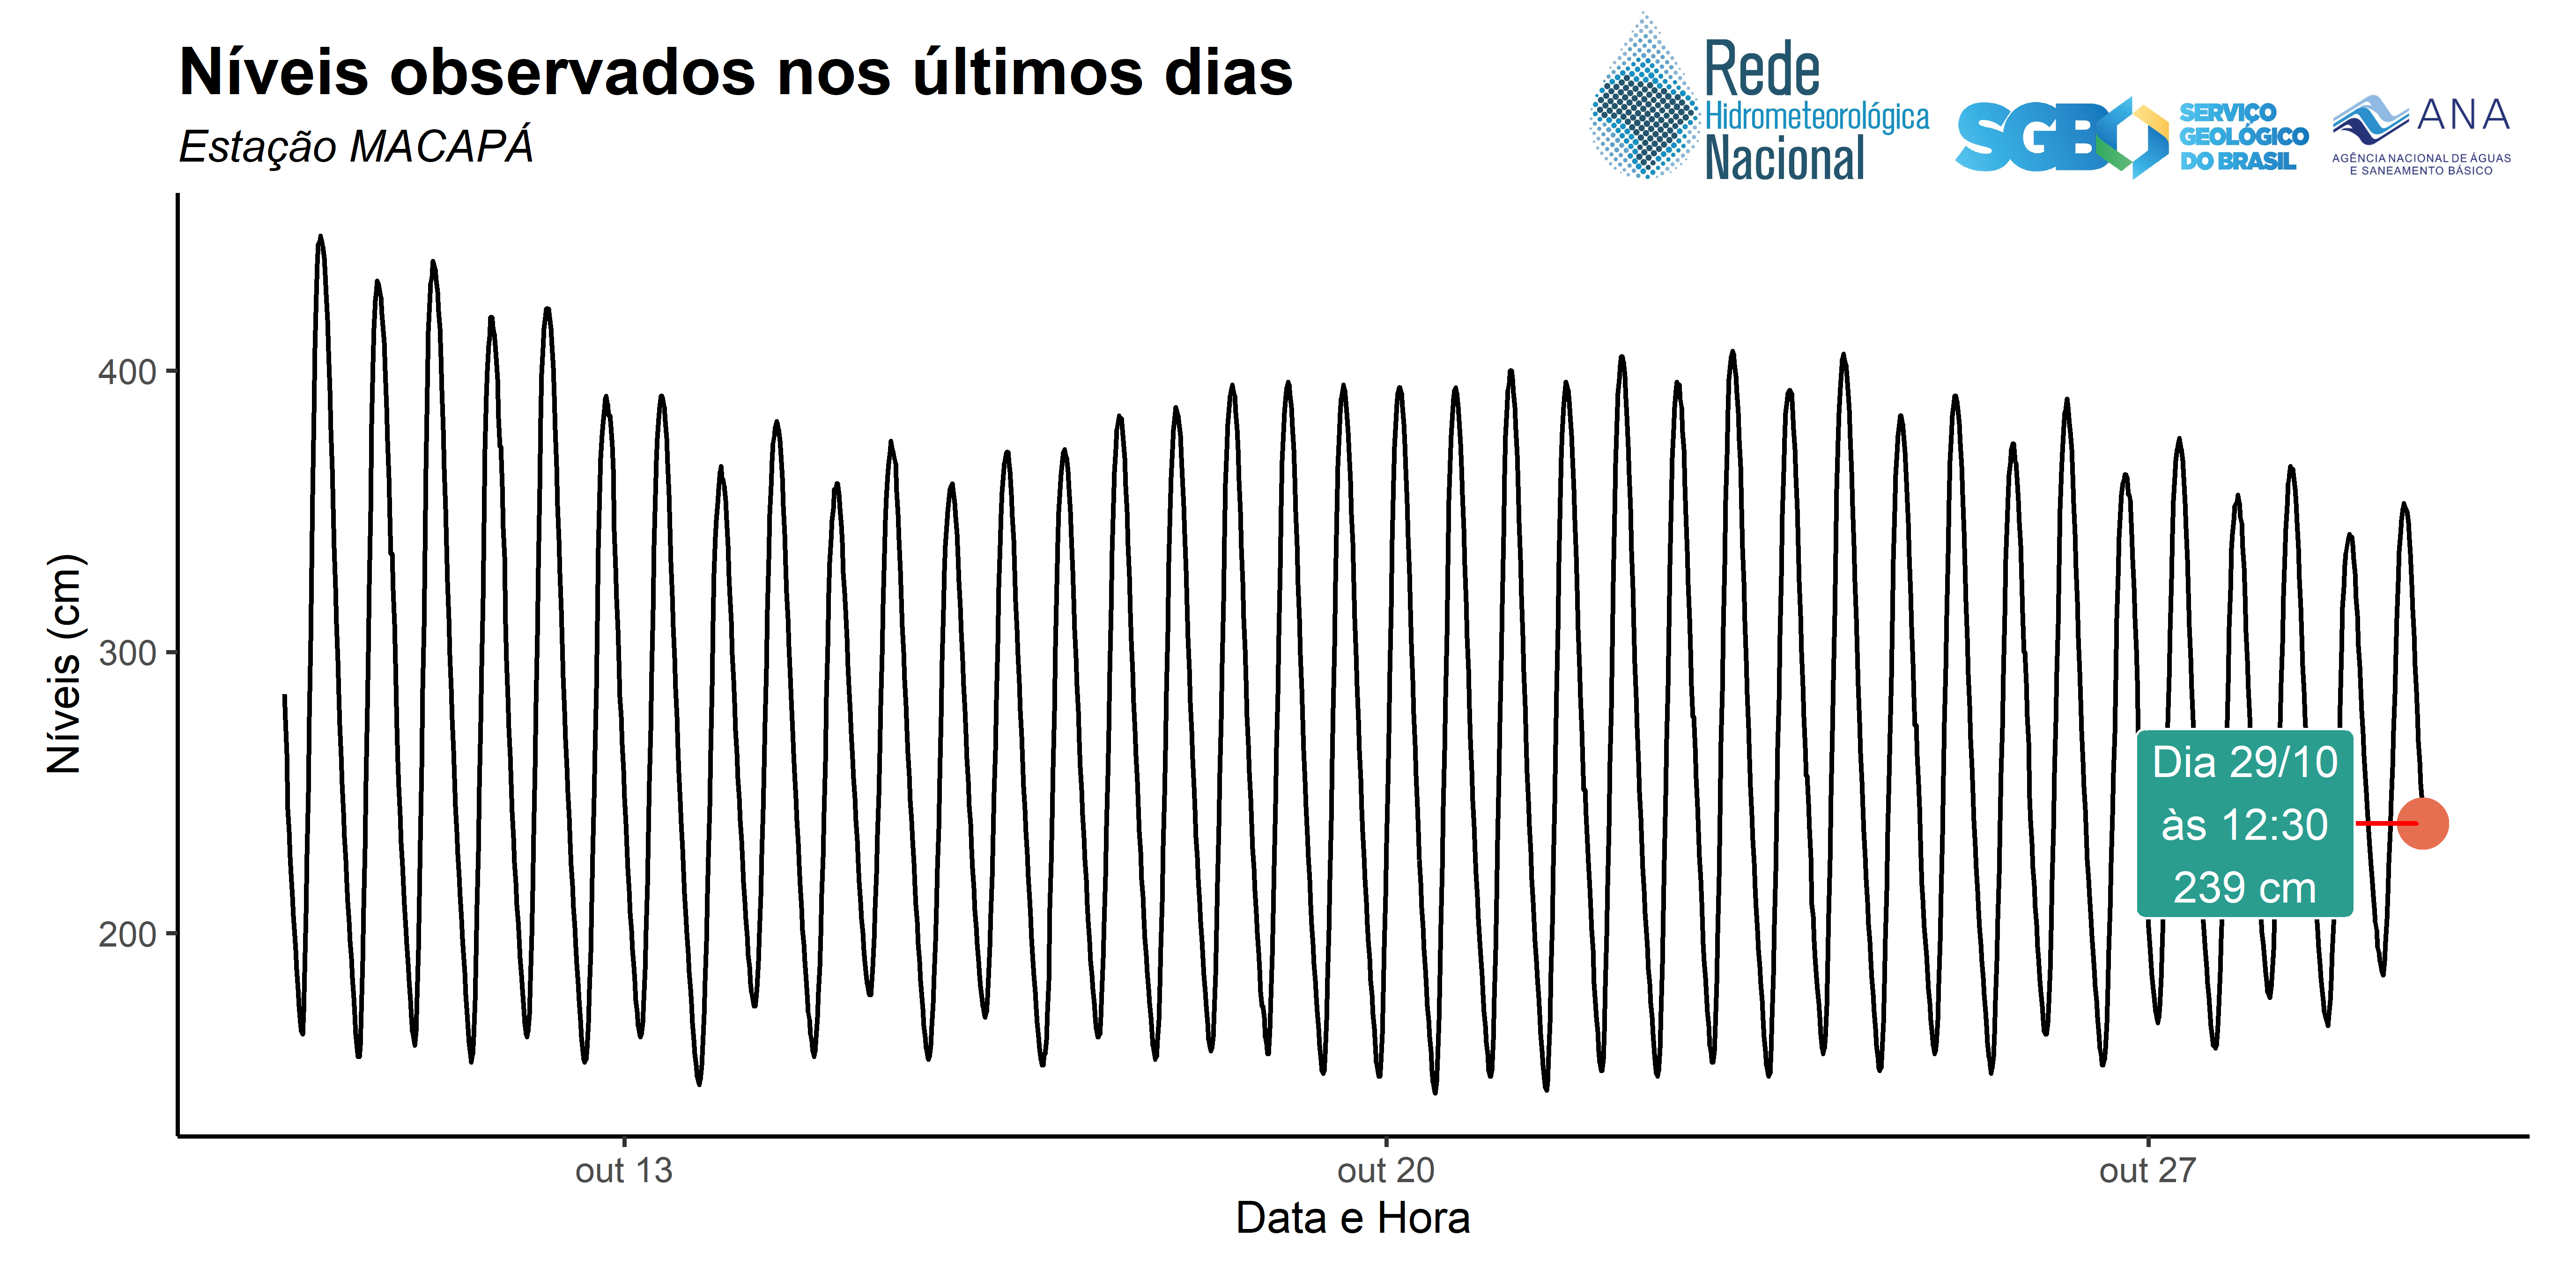 Níveis observados nos últimos dias
Estação MACAPÁ
Rede
Hidrometeorológica
Nacional
SGB
SERVIÇO
GEOLÓGICO
DO BRASIL
ANA
AGÊNCIA NACIONAL DE ÁGUAS
E SANEAMENTO BÁSICO
Níveis (cm)
400
300
200
Dia 29/10
às 12:30
239 cm
out 13
out 20
out 27
Data e Hora